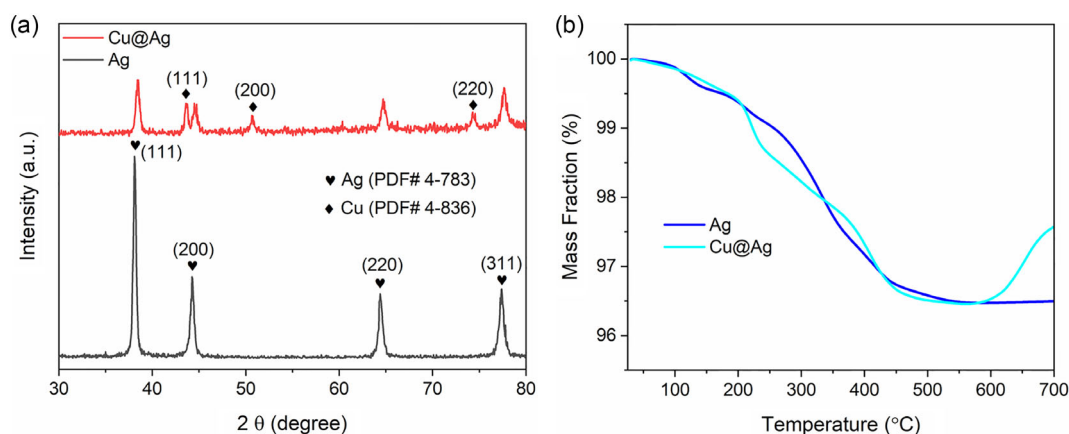 (a)
Cu@Ag
Ag
(111)
♦
(200)
♦
(220)
♦
♥
(111)
♥ Ag (PDF# 4-783)
♦ Cu (PDF# 4-836)
(200)
♥
(220)
♥
(311)
♥
Intensity (a.u.)
30 40 50 60 70 80
2 θ (degree)
(b)
100
99
98
97
96
Mass Fraction (%)
Ag
Cu@Ag
100 200 300 400 500 600 700
Temperature (°C)